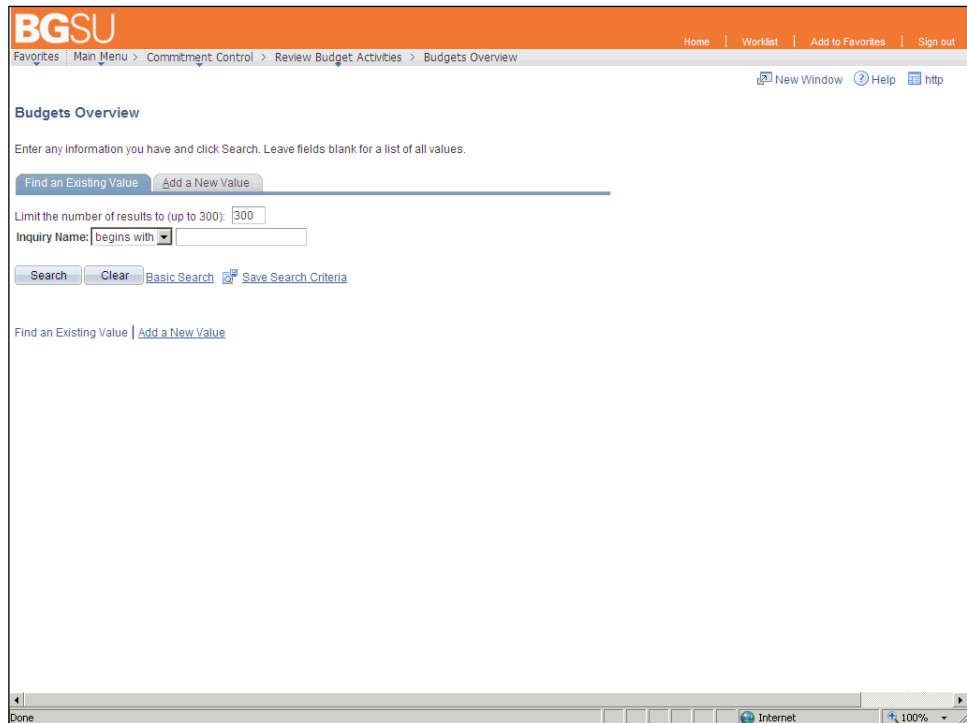 BGSU
Home | Worklist | Add to Favorites | Sign out
Favorites Main Menu > Commitment Control > Review Budget Activities > Budgets Overview
New Window Help http
Budgets Overview
Enter any information you have and click Search. Leave fields blank for a list of all values.
Find an Existing Value Add a New Value
Limit the number of results to (up to 300): 300
Inquiry Name: begins with
Search Clear Basic Search Save Search Criteria
Find an Existing Value | Add a New Value
Done Internet 100%